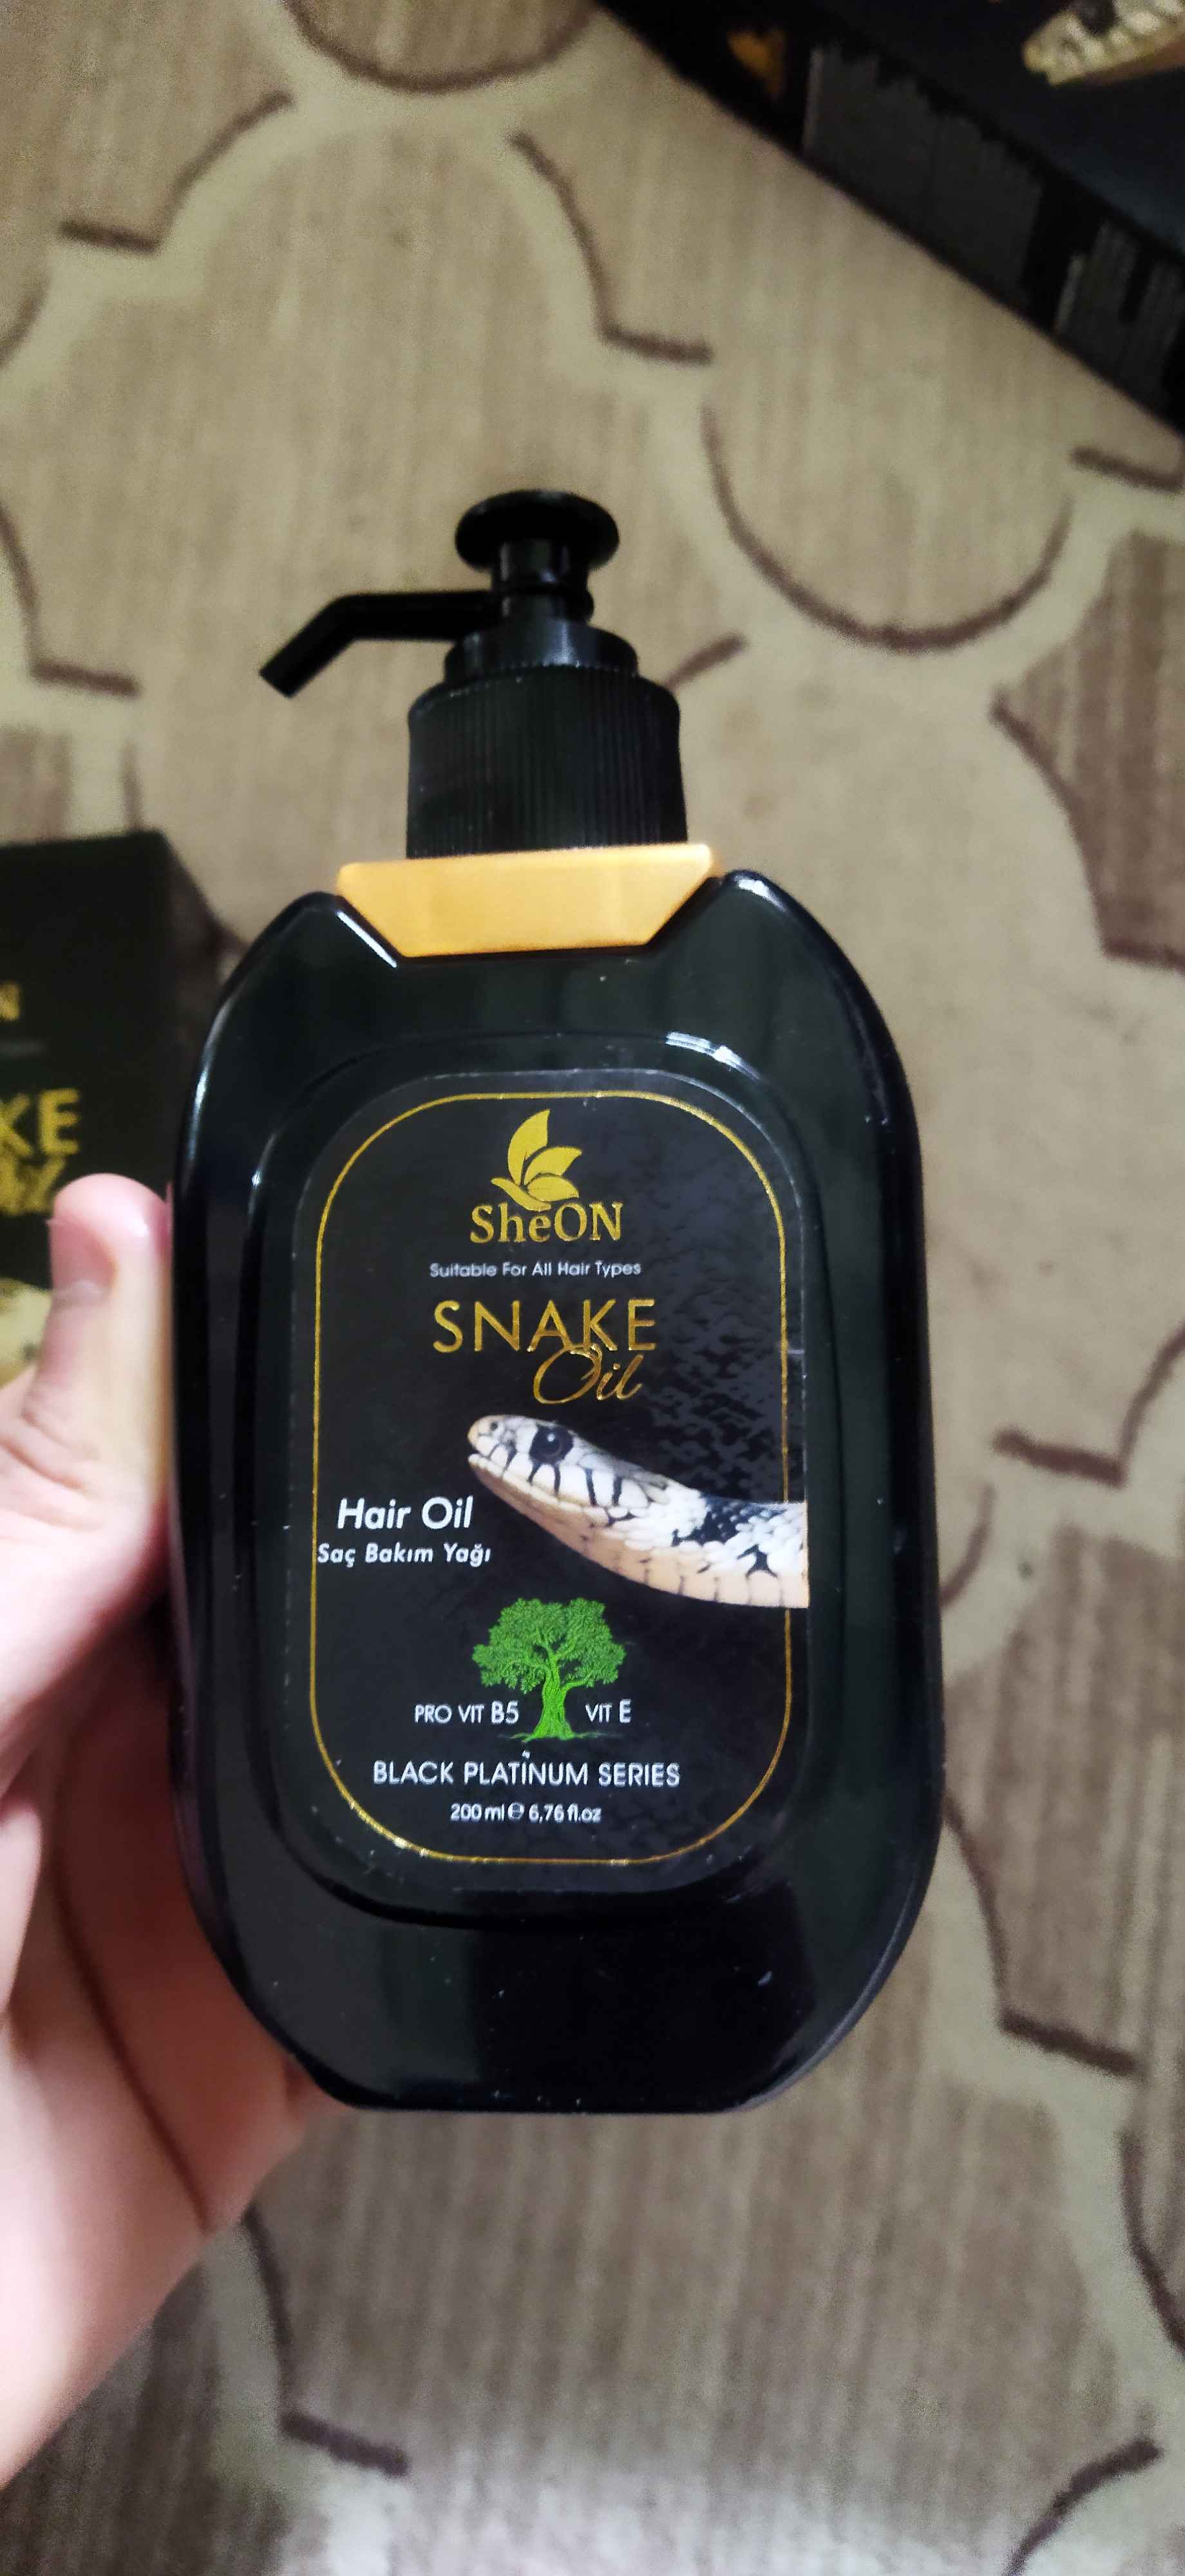 SheON
Suitable For All Hair Types
SNAKE
Oil
Hair Oil
Saç Bakım Yağı
PRO VIT B5 VIT E
BLACK PLATINUM SERIES
200 ml ℮ 6,76 fl.oz
N
KE